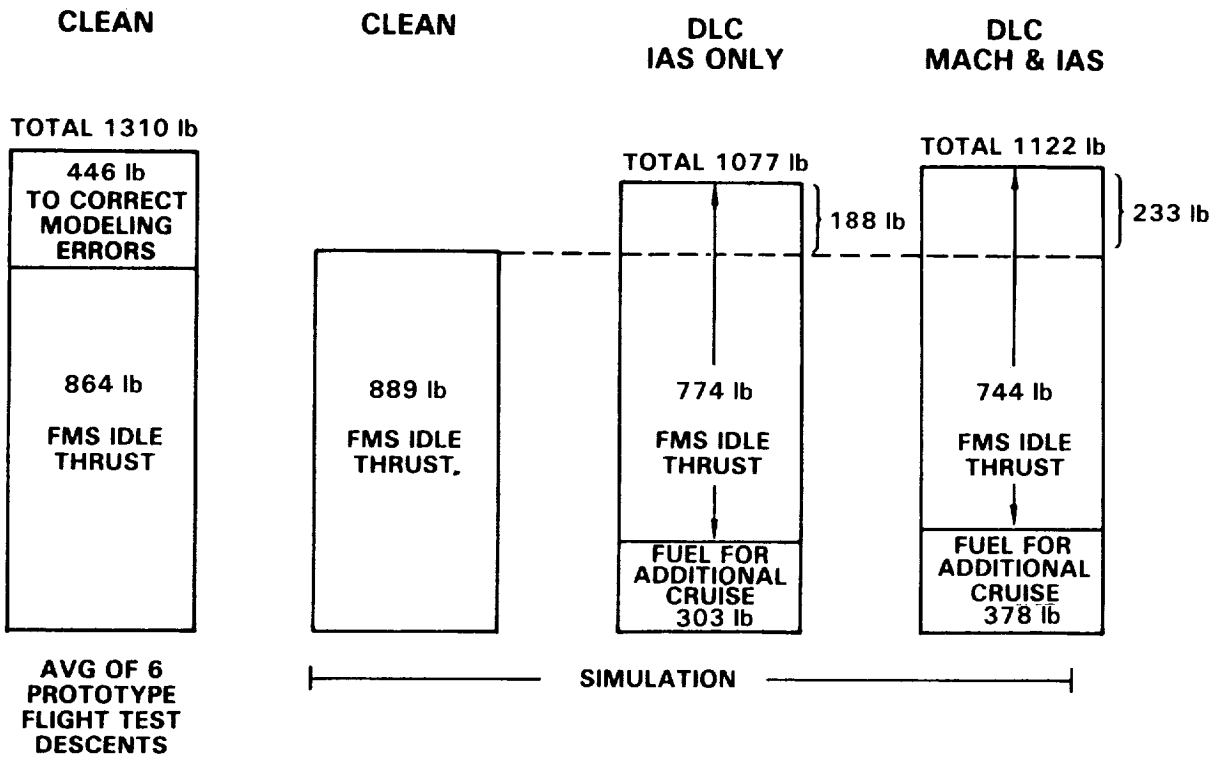 CLEAN
CLEAN
DLC
IAS ONLY
DLC
MACH & IAS
TOTAL 1310 lb
446 lb
TO CORRECT
MODELING
ERRORS
864 lb
FMS IDLE
THRUST
889 lb
FMS IDLE
THRUST.
TOTAL 1077 lb
188 lb
774 lb
FMS IDLE
THRUST
FUEL FOR
ADDITIONAL
CRUISE
303 lb
TOTAL 1122 lb
233 lb
744 lb
FMS IDLE
THRUST
FUEL FOR
ADDITIONAL
CRUISE
378 lb
AVG OF 6
PROTOTYPE
FLIGHT TEST
DESCENTS
SIMULATION